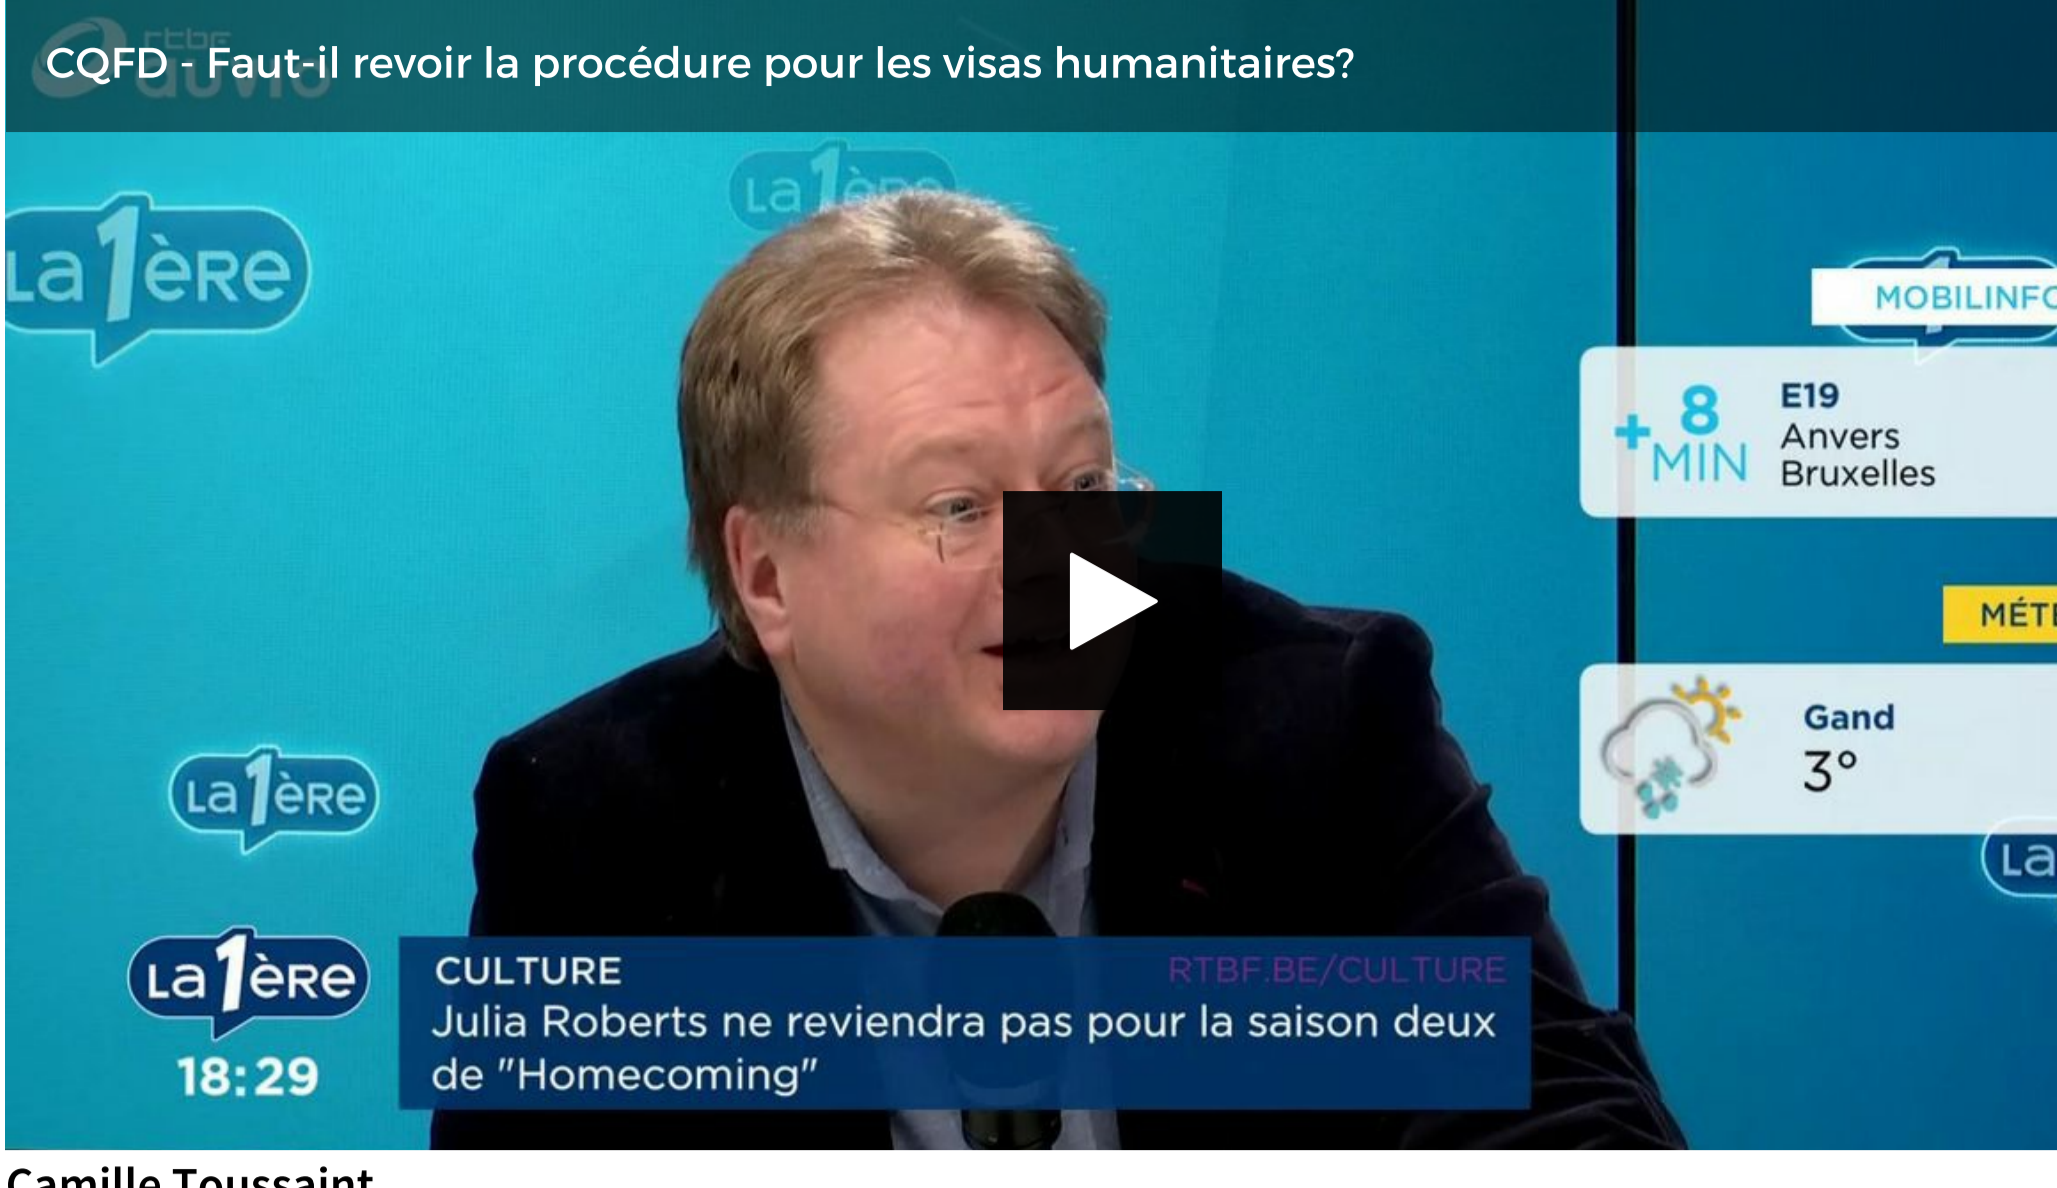 rtbf
auvio
CQFD - Faut-il revoir la procédure pour les visas humanitaires?
La 1ère
La 1ère
MOBILINFO
+8 MIN
E19
Anvers
Bruxelles
MÉTÉ
Gand
3°
La 1ère
La
La 1ère
18:29
CULTURE
RTBF.BE/CULTURE
Julia Roberts ne reviendra pas pour la saison deux
de "Homecoming"
Camille Toussaint